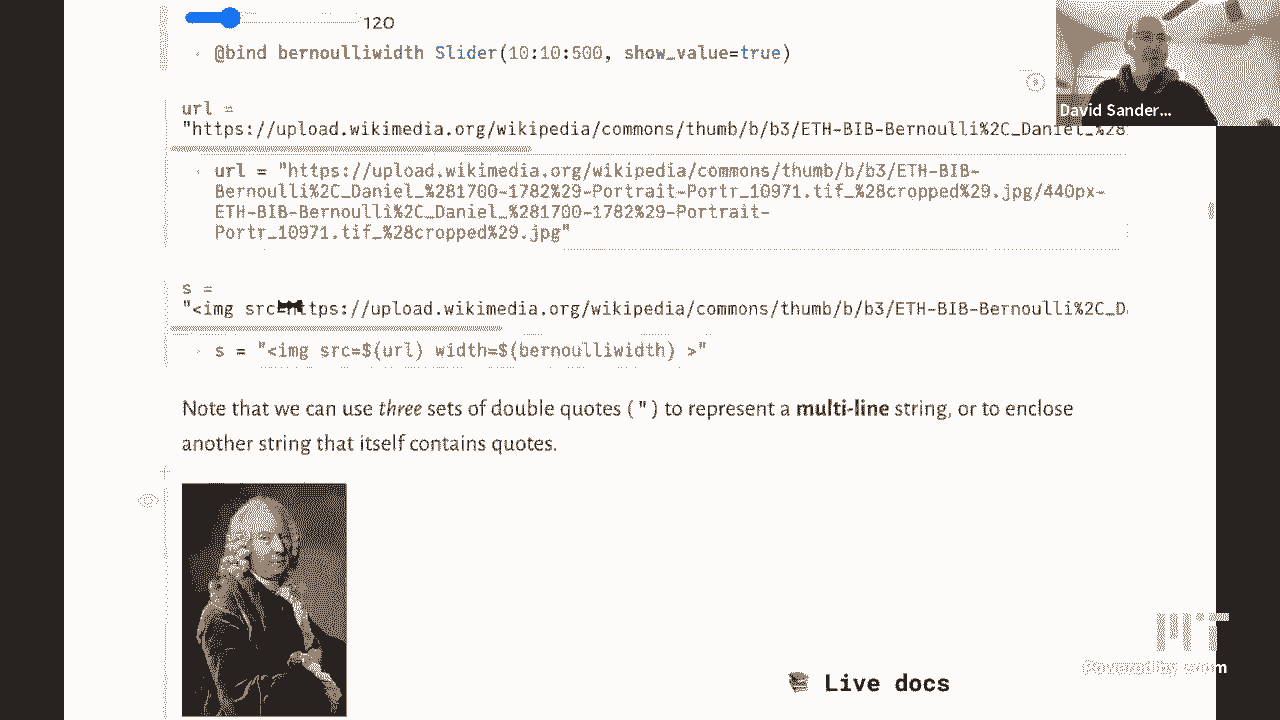 120
@bind bernoulliwidth Slider(10:10:500, show_value=true)
David Sander...
url =
"https://upload.wikimedia.org/wikipedia/commons/thumb/b/b3/ETH-BIB-Bernoulli%2C_Daniel_%28
url = "https://upload.wikimedia.org/wikipedia/commons/thumb/b/b3/ETH-BIB-
Bernoulli%2C_Daniel_%281700-1782%29-Portrait-Portr_10971.tif_%28cropped%29.jpg/440px-
ETH-BIB-Bernoulli%2C_Daniel_%281700-1782%29-Portrait-
Portr_10971.tif_%28cropped%29.jpg"
s =
"<img src=https://upload.wikimedia.org/wikipedia/commons/thumb/b/b3/ETH-BIB-Bernoulli%2C_D
s = "<img src=$(url) width=$(bernoulliwidth) >"
Note that we can use three sets of double quotes (") to represent a multi-line string, or to enclose
another string that itself contains quotes.
MIT
Powered by zoom
Live docs